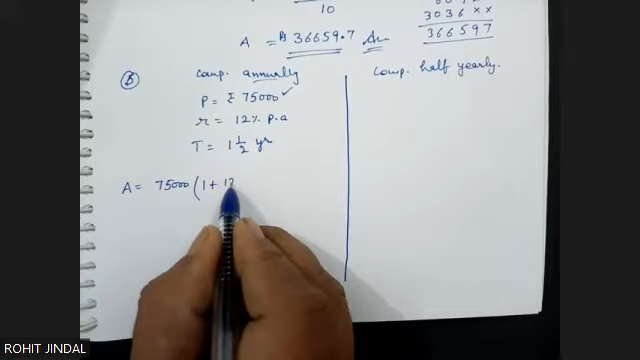 10
A = ₹ 36659.7 Ans
3036 x x
366597
(B)
comp. annually
P = ₹ 75000 ✓
r = 12% p.a
T = 1 1/2 yr
A = 75000 ( 1 + 12
comp. half yearly.
ROHIT JINDAL